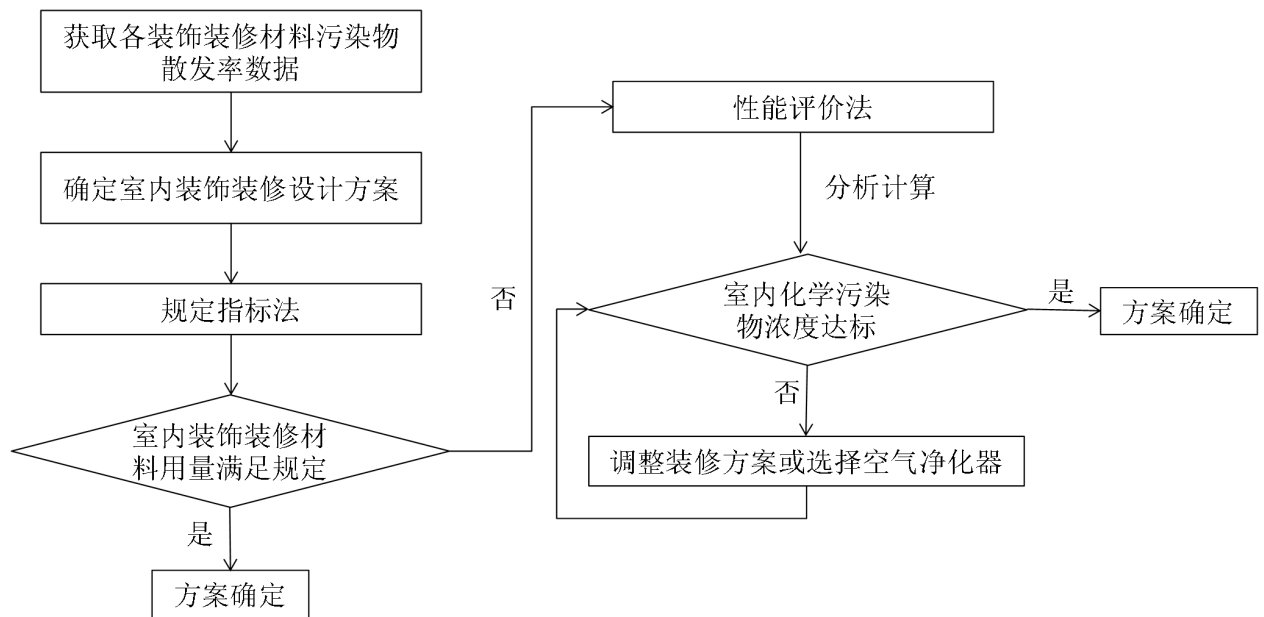 获取各装饰装修材料污染物
散发率数据
确定室内装饰装修设计方案
规定指标法
室内装饰装修材
料用量满足规定
是
方案确定
否
性能评价法
分析计算
室内化学污染
物浓度达标
是
方案确定
否
调整装修方案或选择空气净化器